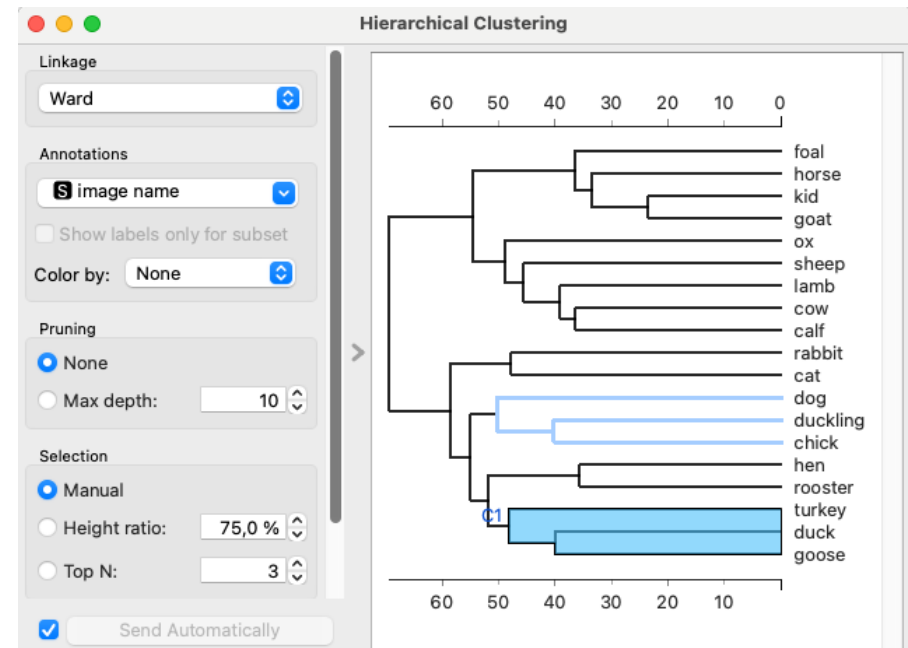 Hierarchical Clustering
Linkage
Ward
Annotations
S image name
Show labels only for subset
Color by: None
Pruning
None
Max depth: 10
Selection
Manual
Height ratio: 75,0 %
Top N: 3
Send Automatically
60 50 40 30 20 10 0
foal
horse
kid
goat
ox
sheep
lamb
cow
calf
rabbit
cat
dog
duckling
chick
hen
rooster
turkey
C1
duck
goose
60 50 40 30 20 10